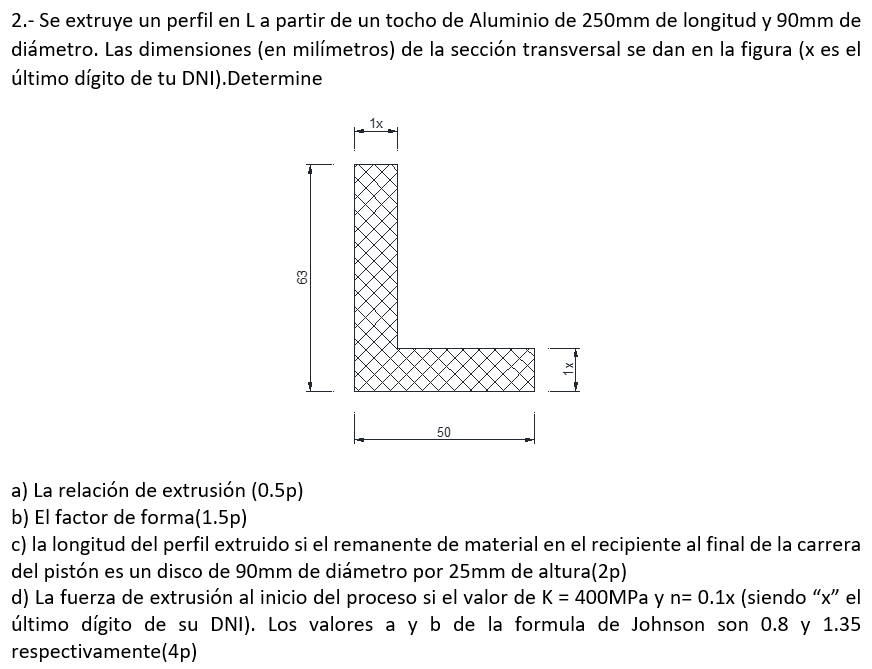 2.- Se extruye un perfil en L a partir de un tocho de Aluminio de 250mm de longitud y 90mm de
diámetro. Las dimensiones (en milímetros) de la sección transversal se dan en la figura (x es el
último dígito de tu DNI).Determine
1x
63
1x
50
a) La relación de extrusión (0.5p)
b) El factor de forma(1.5p)
c) la longitud del perfil extruido si el remanente de material en el recipiente al final de la carrera
del pistón es un disco de 90mm de diámetro por 25mm de altura(2p)
d) La fuerza de extrusión al inicio del proceso si el valor de K = 400MPa y n= 0.1x (siendo “x” el
último dígito de su DNI). Los valores a y b de la formula de Johnson son 0.8 y 1.35
respectivamente(4p)